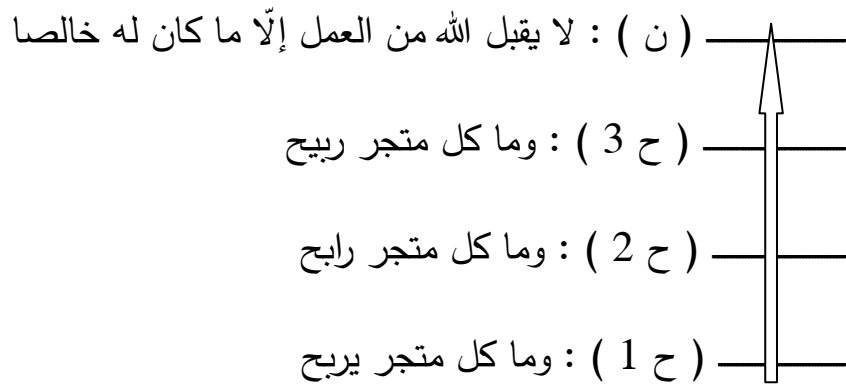 ( ن ) : لا يقبل الله من العمل إلّا ما كان له خالصا
( ح 3 ) : وما كل متجر ربيح
( ح 2 ) : وما كل متجر رابح
( ح 1 ) : وما كل متجر يربح